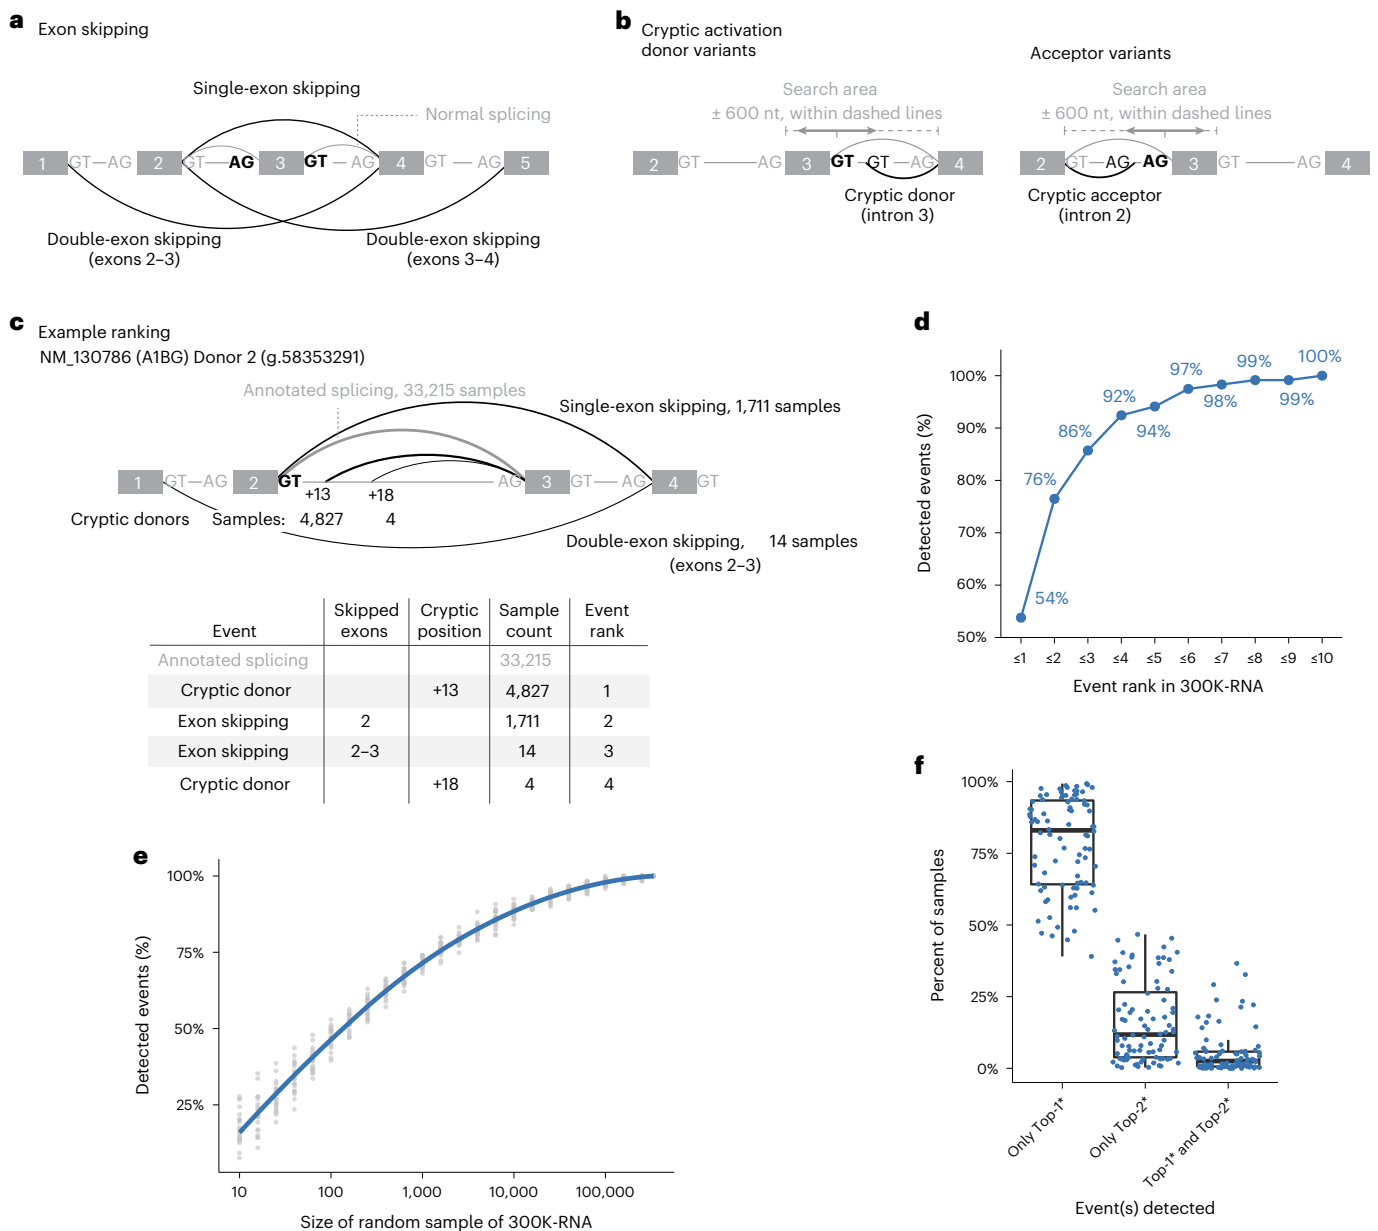 a
Exon skipping
Single-exon skipping
Normal splicing
1 GT AG 2 GT AG 3 GT AG 4 GT AG 5
Double-exon skipping
(exons 2–3)
Double-exon skipping
(exons 3–4)
b
Cryptic activation
donor variants
Acceptor variants
Search area
± 600 nt, within dashed lines
Search area
± 600 nt, within dashed lines
2 GT AG 3 GT GT AG 4
Cryptic donor
(intron 3)
2 GT AG AG 3 GT AG 4
Cryptic acceptor
(intron 2)
c
Example ranking
NM_130786 (A1BG) Donor 2 (g.58353291)
Annotated splicing, 33,215 samples
Single-exon skipping, 1,711 samples
1 GT AG 2 GT AG 3 GT AG 4 GT
+13 +18
Cryptic donors Samples: 4,827 4
Double-exon skipping, 14 samples
(exons 2–3)
Event Skipped exons Cryptic position Sample count Event rank
Annotated splicing 33,215
Cryptic donor +13 4,827 1
Exon skipping 2 1,711 2
Exon skipping 2–3 14 3
Cryptic donor +18 4 4
d
Detected events (%)
100%
90%
80%
70%
60%
50%
54%
76%
86%
92%
94%
97%
98%
99%
99%
100%
≤1 ≤2 ≤3 ≤4 ≤5 ≤6 ≤7 ≤8 ≤9 ≤10
Event rank in 300K-RNA
e
Detected events (%)
100%
75%
50%
25%
10 100 1,000 10,000 100,000
Size of random sample of 300K-RNA
f
Percent of samples
100%
75%
50%
25%
0%
Only Top-1*
Only Top-2*
Top-1* and Top-2*
Event(s) detected